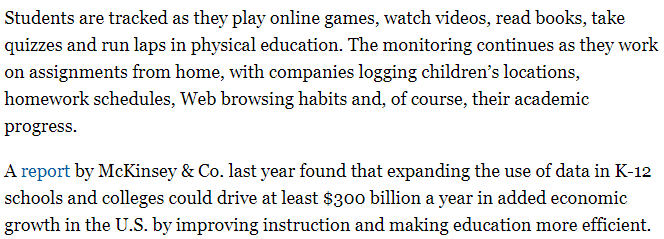 Students are tracked as they play online games, watch videos, read books, take
quizzes and run laps in physical education. The monitoring continues as they work
on assignments from home, with companies logging children’s locations,
homework schedules, Web browsing habits and, of course, their academic
progress.
A report by McKinsey & Co. last year found that expanding the use of data in K-12
schools and colleges could drive at least $300 billion a year in added economic
growth in the U.S. by improving instruction and making education more efficient.